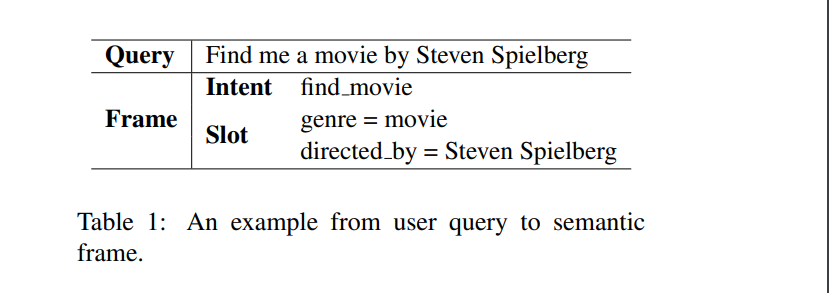 Query Find me a movie by Steven Spielberg
Frame Intent find_movie
Slot genre = movie
directed_by = Steven Spielberg
Table 1: An example from user query to semantic
frame.